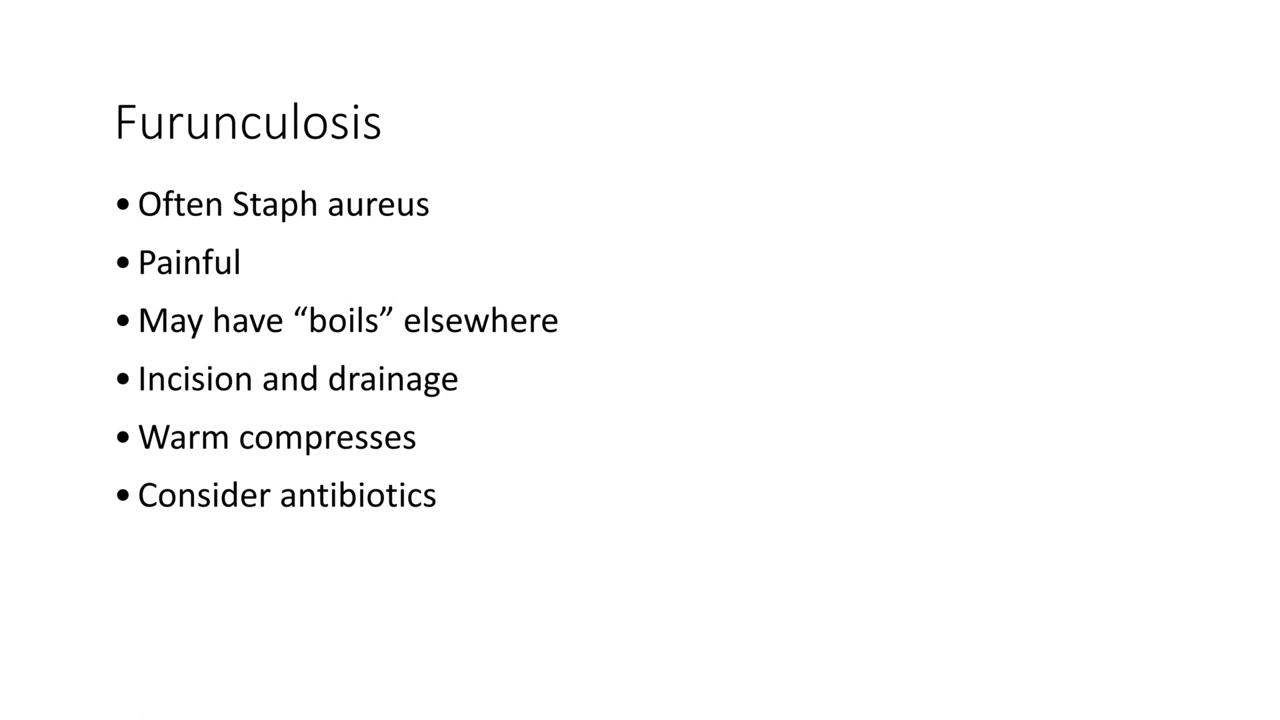 Furunculosis
• Often Staph aureus
• Painful
• May have “boils” elsewhere
• Incision and drainage
• Warm compresses
• Consider antibiotics